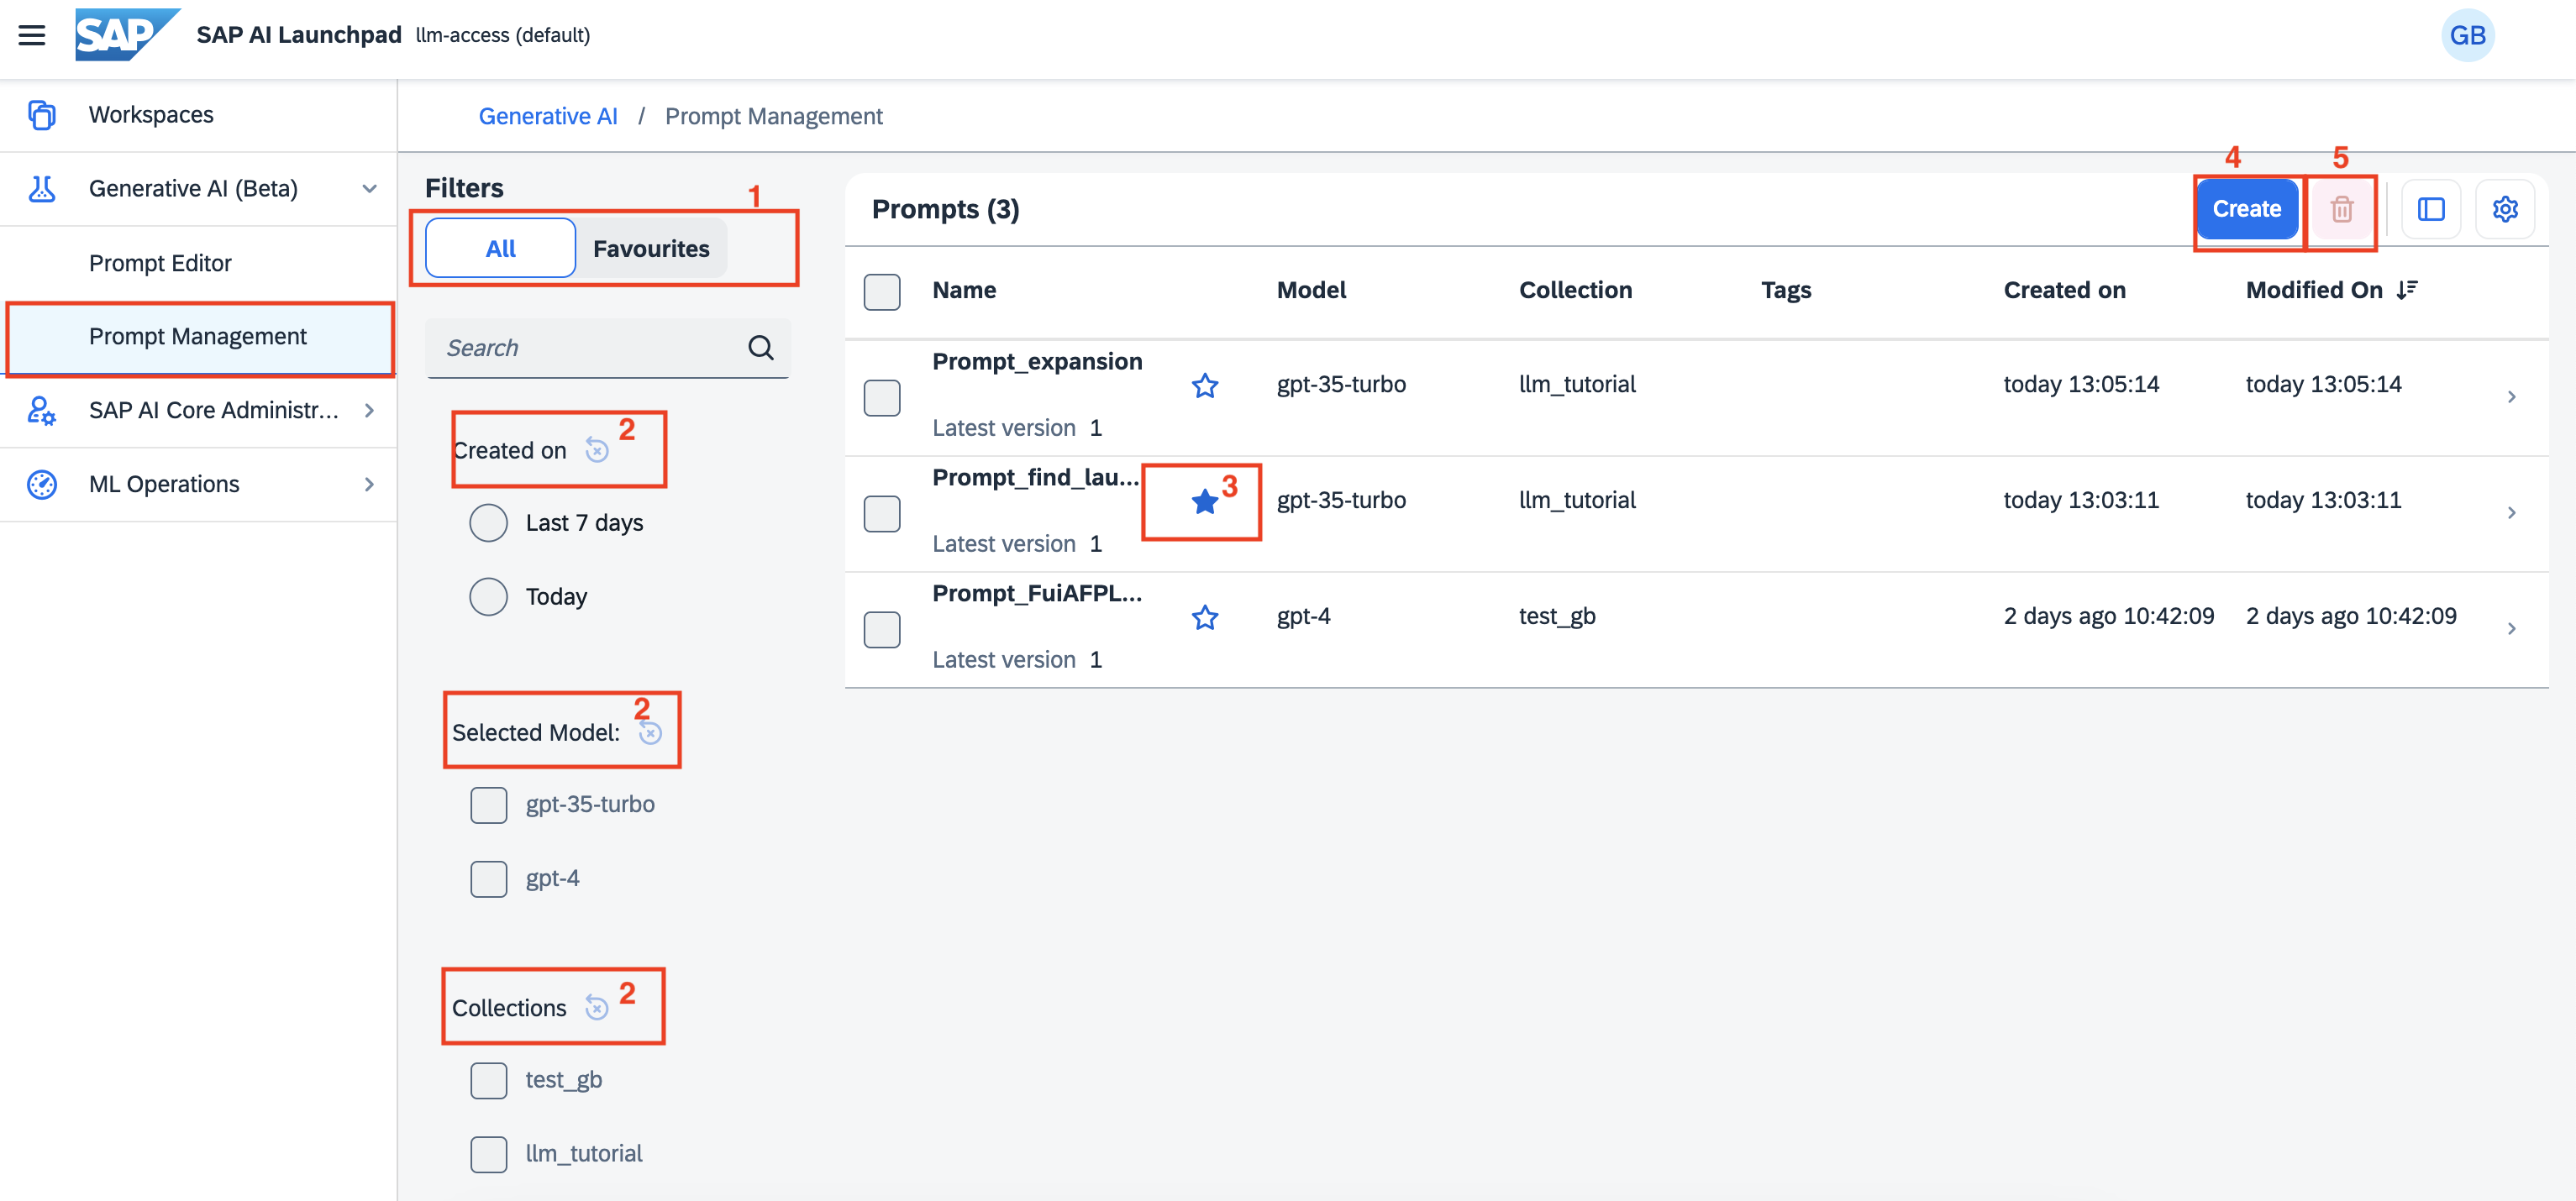 SAP SAP AI Launchpad llm-access (default) GB
Workspaces
Generative AI (Beta)
Prompt Editor
Prompt Management
SAP AI Core Administr...
ML Operations
Generative AI / Prompt Management
Filters
1
All Favourites
Search
Created on 2
Last 7 days
Today
Selected Model: 2
gpt-35-turbo
gpt-4
Collections 2
test_gb
llm_tutorial
4 5
Prompts (3) Create
Name Model Collection Tags Created on Modified On
Prompt_expansion gpt-35-turbo llm_tutorial today 13:05:14 today 13:05:14
Latest version 1
Prompt_find_lau... 3 gpt-35-turbo llm_tutorial today 13:03:11 today 13:03:11
Latest version 1
Prompt_FuiAFPL... gpt-4 test_gb 2 days ago 10:42:09 2 days ago 10:42:09
Latest version 1